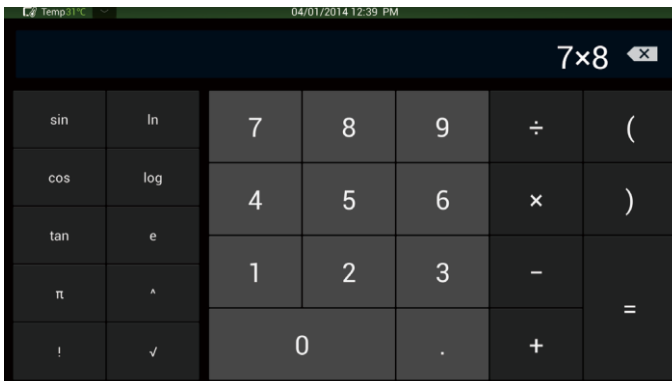 Temp31°C 04/01/2014 12:39 PM
7×8
sin ln 7 8 9 ÷ (
cos log 4 5 6 × )
tan e 1 2 3 −
π ^ =
! √ 0 . +